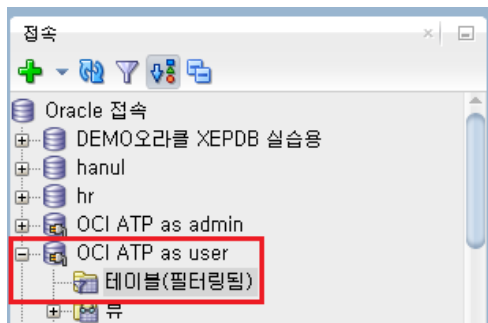 접속
Oracle 접속
DEMO오라클 XEPDB 실습용
hanul
hr
OCI ATP as admin
OCI ATP as user
테이블(필터링됨)
뷰